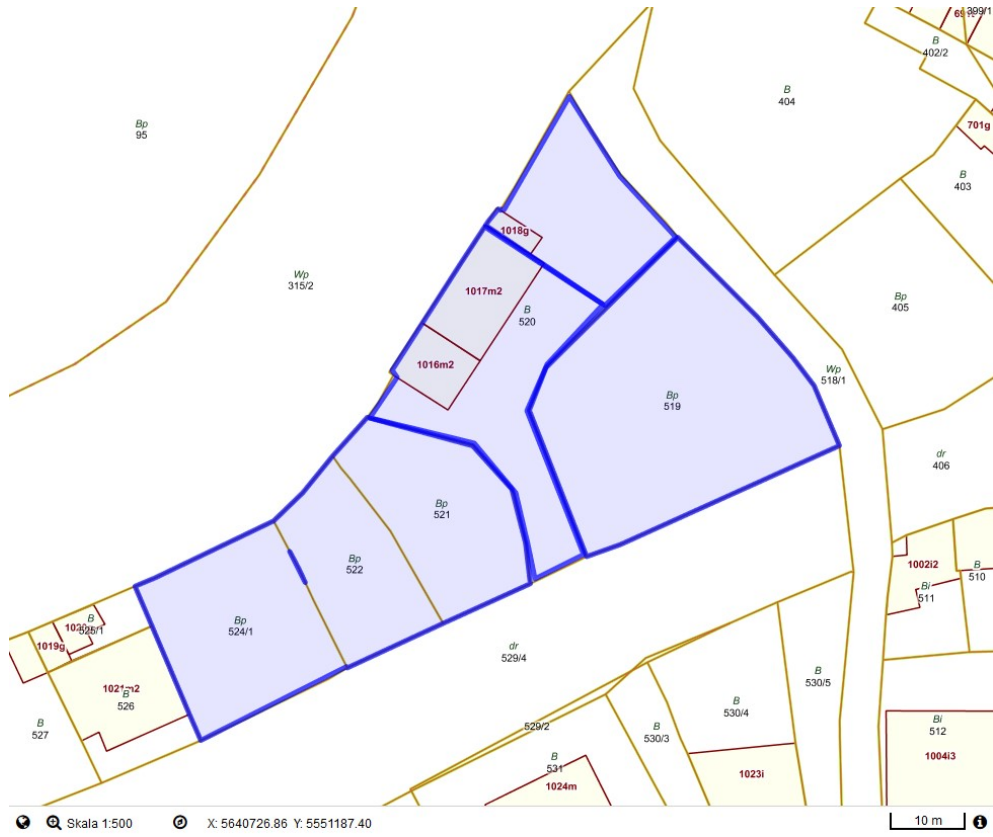 399/1
B
402/2
B
404
Bp
95
701g
B
403
1018g
Wp
315/2
1017m2
Bp
405
B
520
1016m2
Wp
518/1
Bp
519
dr
406
Bp
521
Bp
522
1002i2
B
510
Bi
511
Bp
524/1
B
525/1
1019g
dr
529/4
1021m2
B
526
B
530/5
B
530/4
B
527
529/2
B
530/3
Bi
512
B
531
1004i3
1023i
1024m
Skala 1:500
X: 5640726.86 Y: 5551187.40
10 m